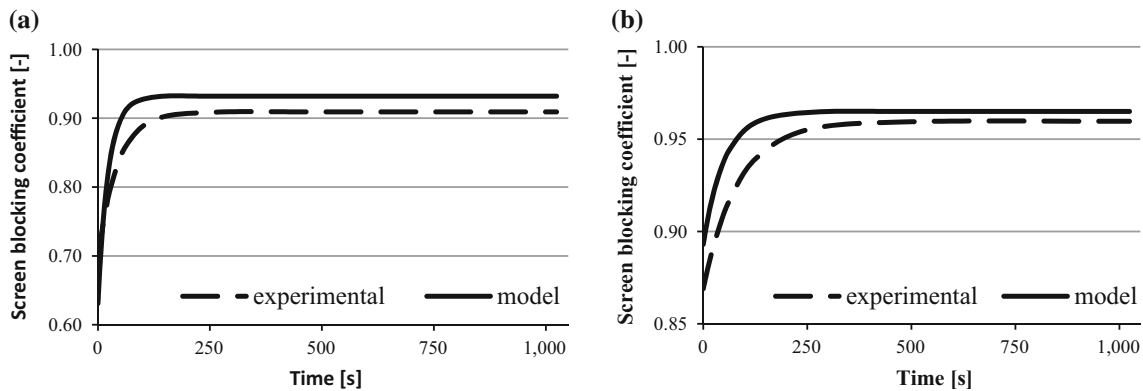 (a)
Screen blocking coefficient [-]
1.00
0.90
0.80
0.70
0.60
experimental model
0 250 500 750 1,000
Time [s]
(b)
Screen blocking coefficient [-]
1.00
0.95
0.90
0.85
experimental model
0 250 500 750 1,000
Time [s]